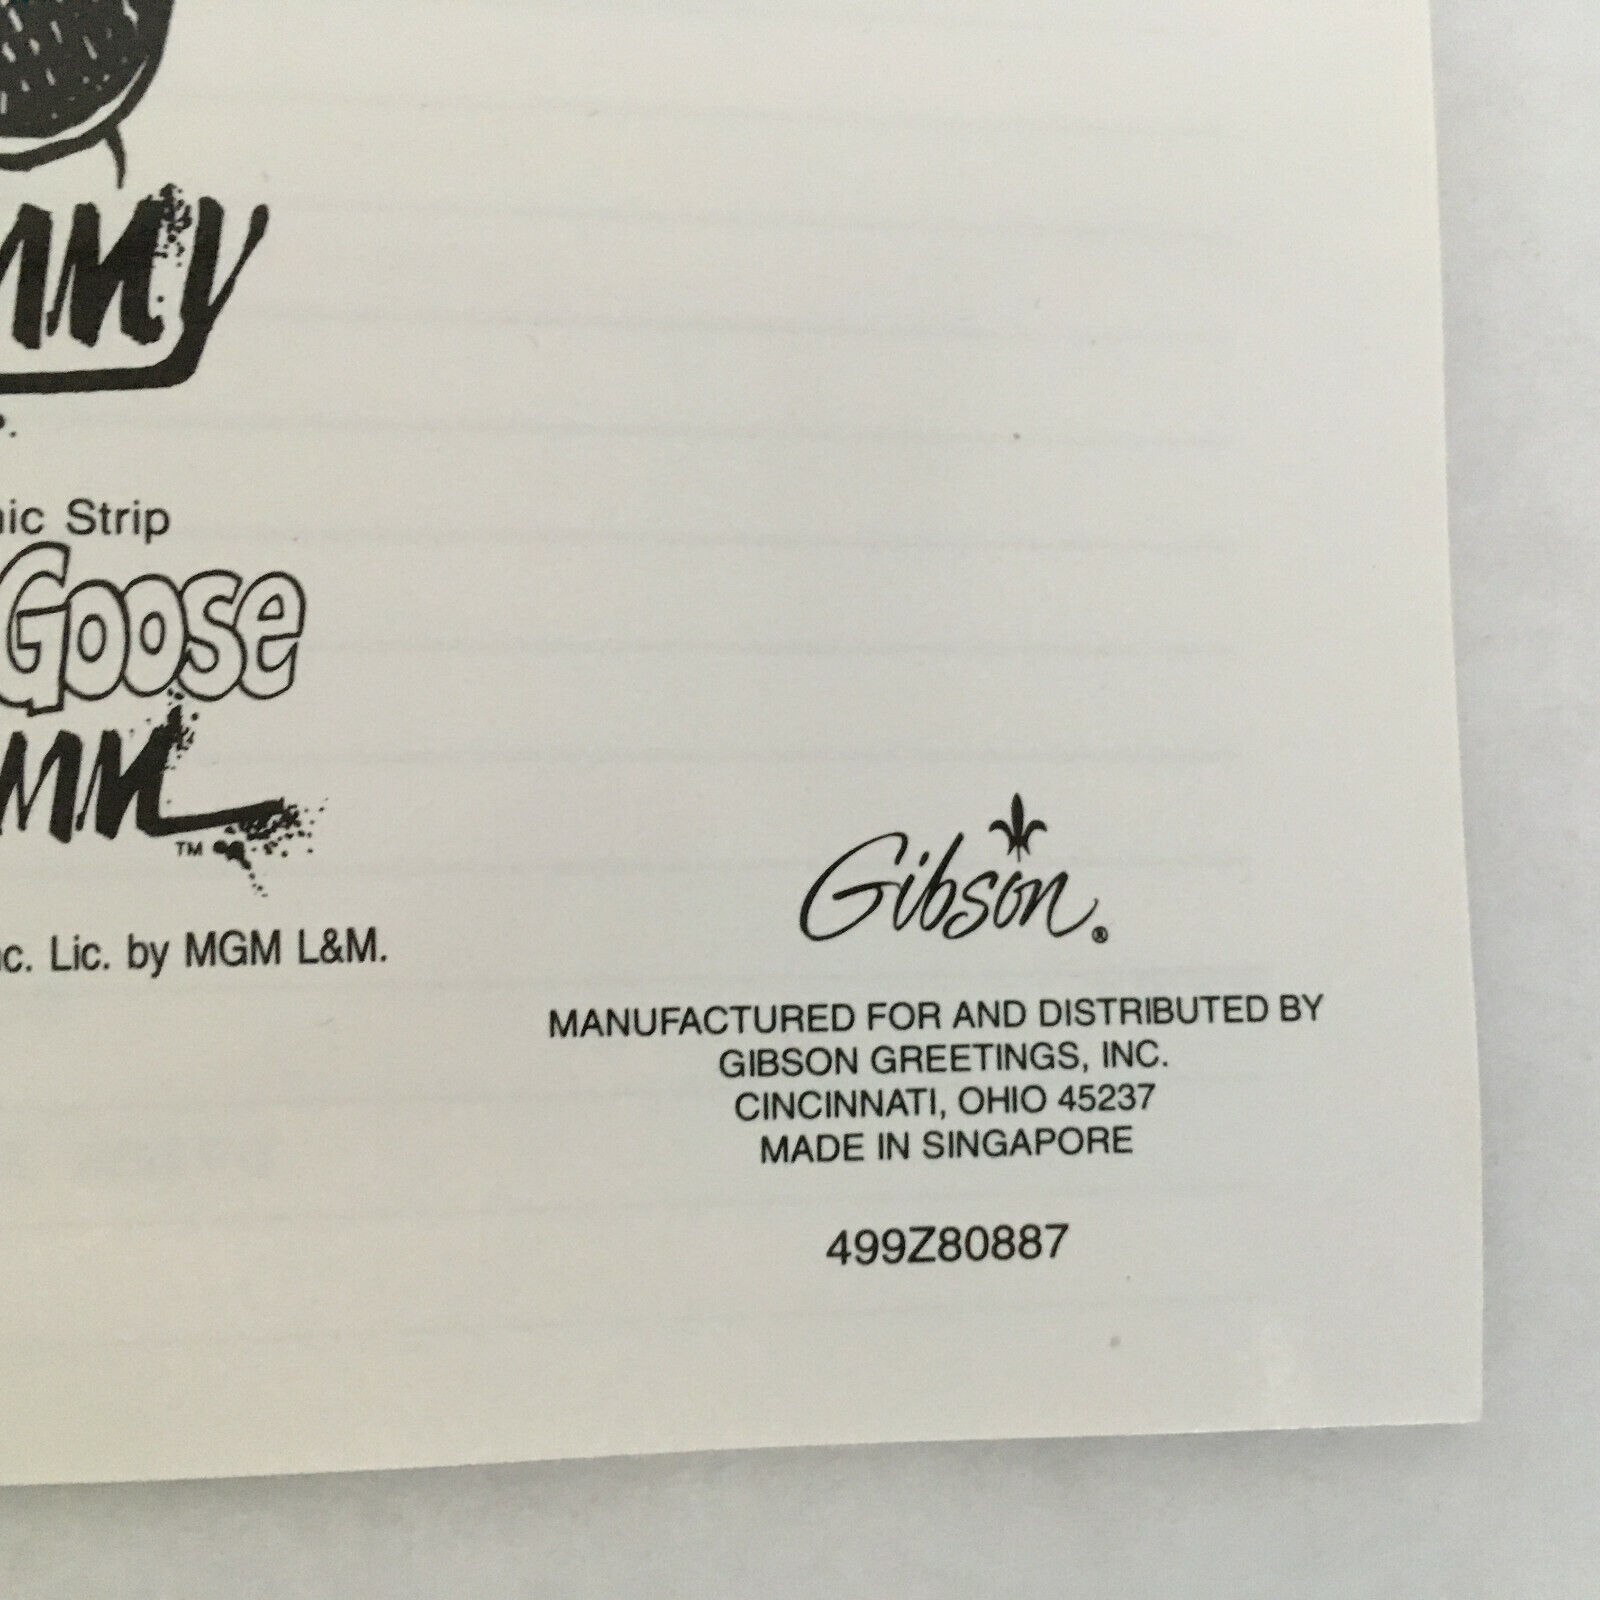 mmy
ic Strip
Goose
mm
™
c. Lic. by MGM L&M.
Gibson®
MANUFACTURED FOR AND DISTRIBUTED BY
GIBSON GREETINGS, INC.
CINCINNATI, OHIO 45237
MADE IN SINGAPORE
499Z80887